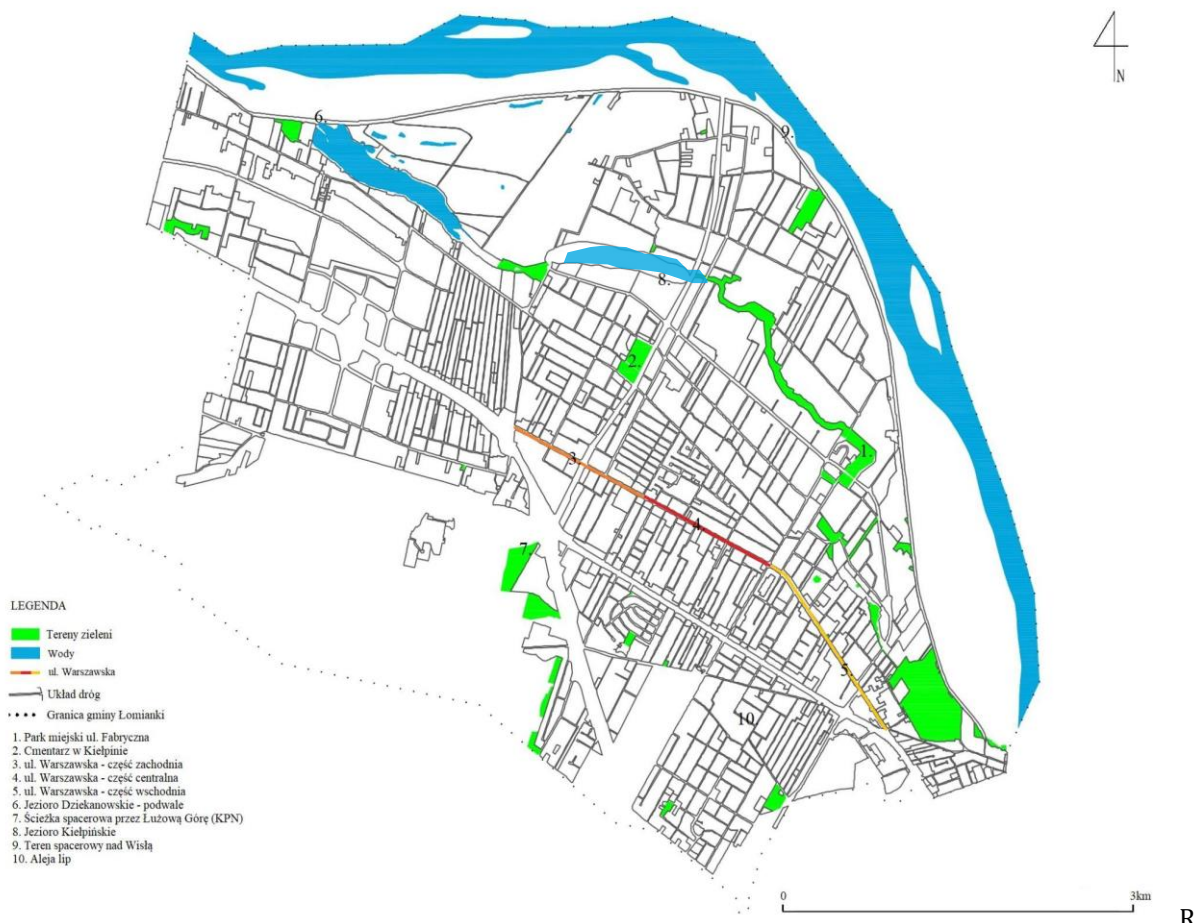 N
6.
9.
8.
2.
1.
3.
4.
7.
5.
10.
LEGENDA
Tereny zieleni
Wody
ul. Warszawska
Układ dróg
Granica gminy Łomianki
1. Park miejski ul. Fabryczna
2. Cmentarz w Kiełpinie
3. ul. Warszawska - część zachodnia
4. ul. Warszawska - część centralna
5. ul. Warszawska - część wschodnia
6. Jezioro Dziekanowskie - podwale
7. Ścieżka spacerowa przez Łużową Górę (KPN)
8. Jezioro Kiełpińskie
9. Teren spacerowy nad Wisłą
10. Aleja lip
0 3km
R